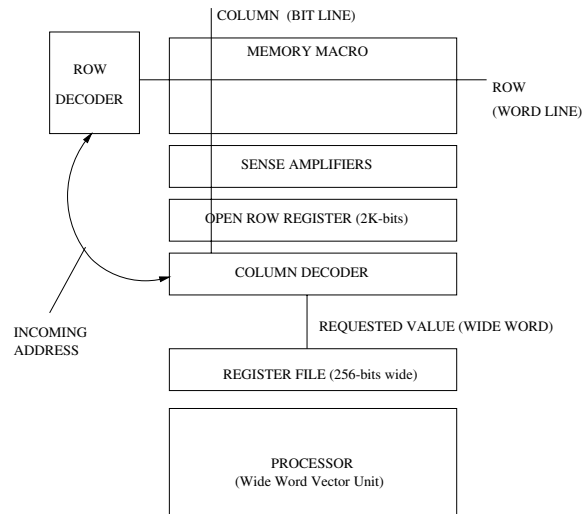 COLUMN (BIT LINE)
MEMORY MACRO
ROW
DECODER
ROW
(WORD LINE)
SENSE AMPLIFIERS
OPEN ROW REGISTER (2K-bits)
COLUMN DECODER
INCOMING
ADDRESS
REQUESTED VALUE (WIDE WORD)
REGISTER FILE (256-bits wide)
PROCESSOR
(Wide Word Vector Unit)